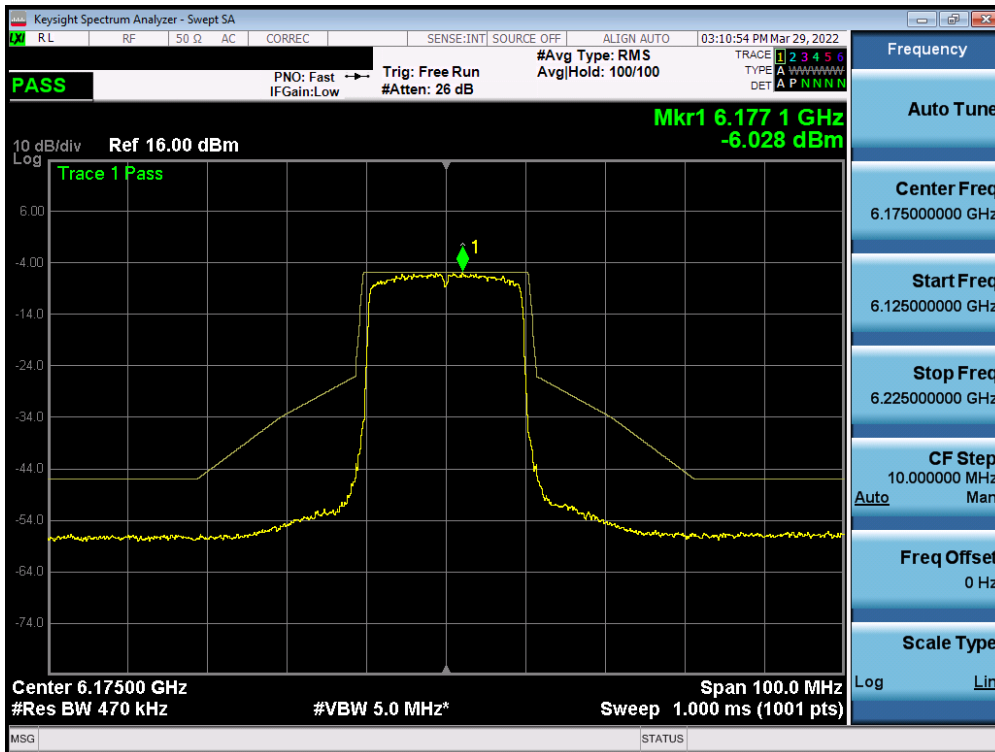 Keysight Spectrum Analyzer - Swept SA
LXI RL RF 50 Ω AC CORREC SENSE:INT SOURCE OFF ALIGN AUTO 03:10:54 PM Mar 29, 2022
PASS
PNO: Fast
IFGain:Low
Trig: Free Run
#Atten: 26 dB
#Avg Type: RMS
Avg|Hold: 100/100
TRACE 1 2 3 4 5 6
TYPE A WWWWWW
DET A P N N N N
Mkr1 6.177 1 GHz
-6.028 dBm
10 dB/div Ref 16.00 dBm
Log
Trace 1 Pass
1
6.00
-4.00
-14.0
-24.0
-34.0
-44.0
-54.0
-64.0
-74.0
Center 6.17500 GHz Span 100.0 MHz
#Res BW 470 kHz #VBW 5.0 MHz* Sweep 1.000 ms (1001 pts)
MSG STATUS
Frequency
Auto Tune
Center Freq
6.175000000 GHz
Start Freq
6.125000000 GHz
Stop Freq
6.225000000 GHz
CF Step
10.000000 MHz
Auto Man
Freq Offset
0 Hz
Scale Type
Log Lin